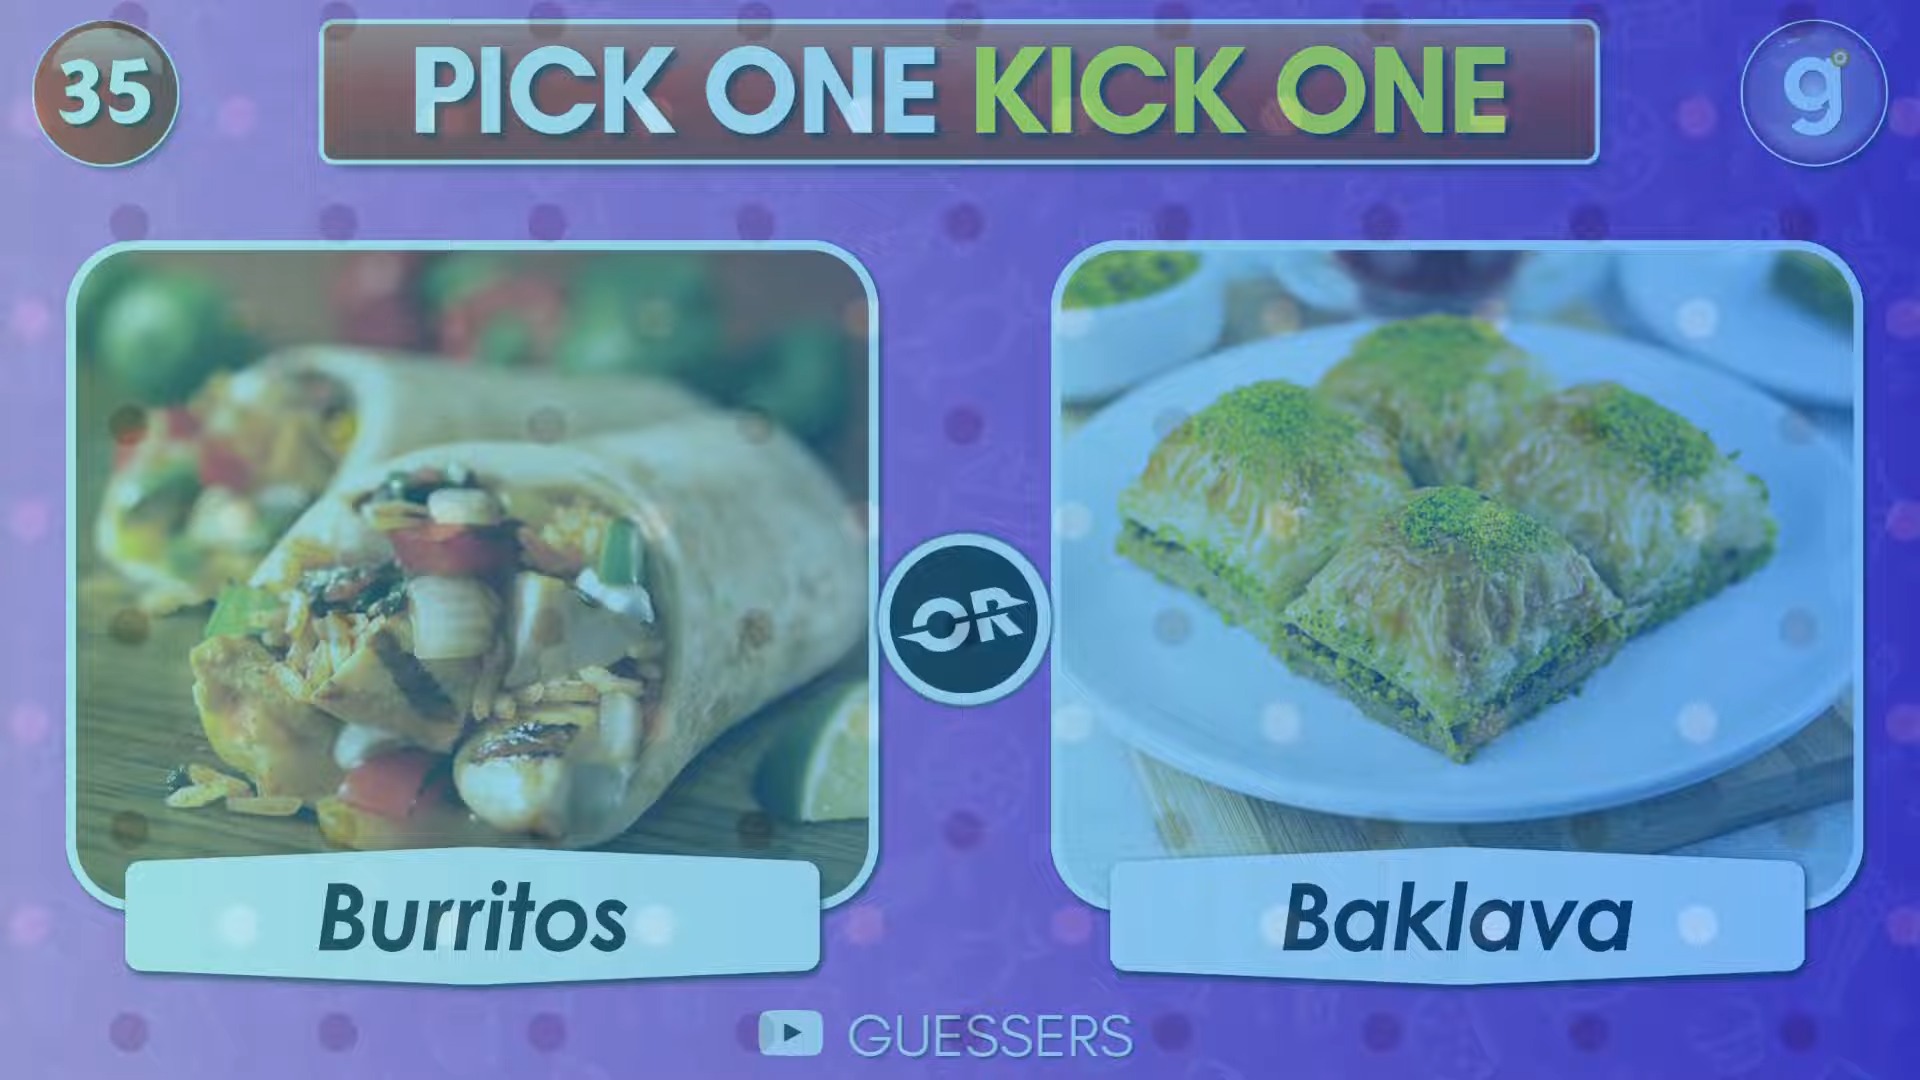 35
PICK ONE KICK ONE
g
OR
Burritos
Baklava
GUESSERS